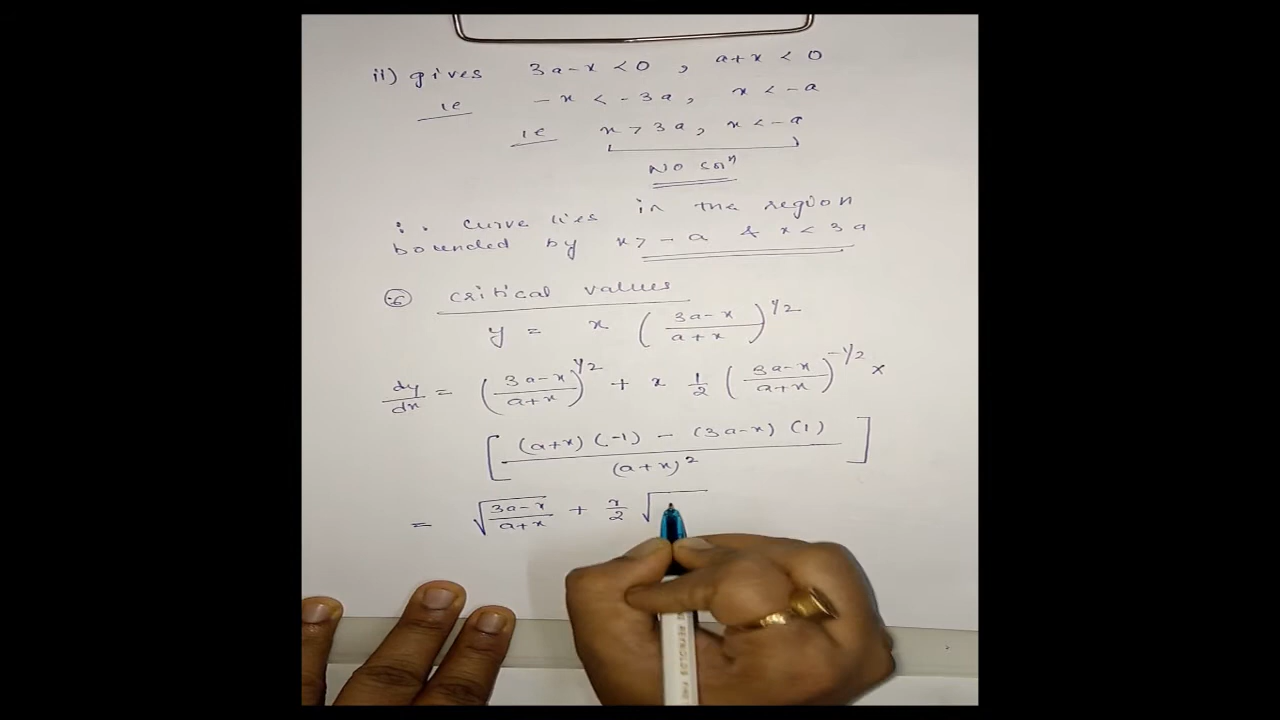 ii) gives 3a-x < 0 , a+x < 0
ie -x < -3a, x < -a
ie x > 3a, x < -a
No solⁿ
∴ curve lies in the region
bounded by x > -a & x < 3a
⑥ critical values
y = x ( (3a-x)/(a+x) )^1/2
dy/dx = ( (3a-x)/(a+x) )^1/2 + x 1/2 ( (3a-x)/(a+x) )^-1/2 ×
[ ((a+x)(-1) - (3a-x)(1))/(a+x)² ]
= √((3a-x)/(a+x)) + x/2 √